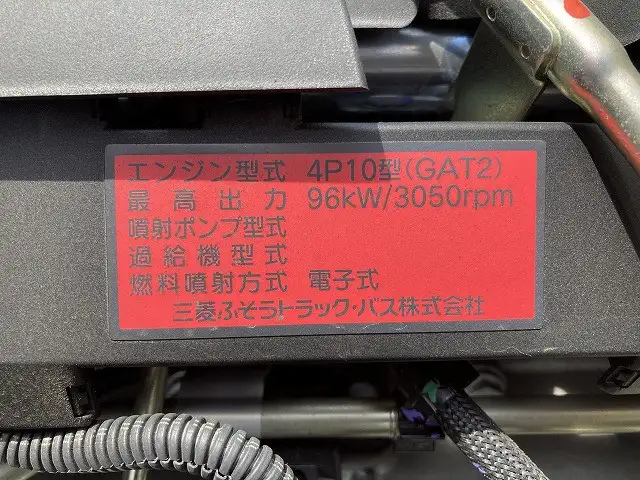 エンジン型式 4P10型(GAT2)
最高出力 96kW/3050rpm
噴射ポンプ型式
過給機型式
燃料噴射方式 電子式
三菱ふそうトラック・バス株式会社